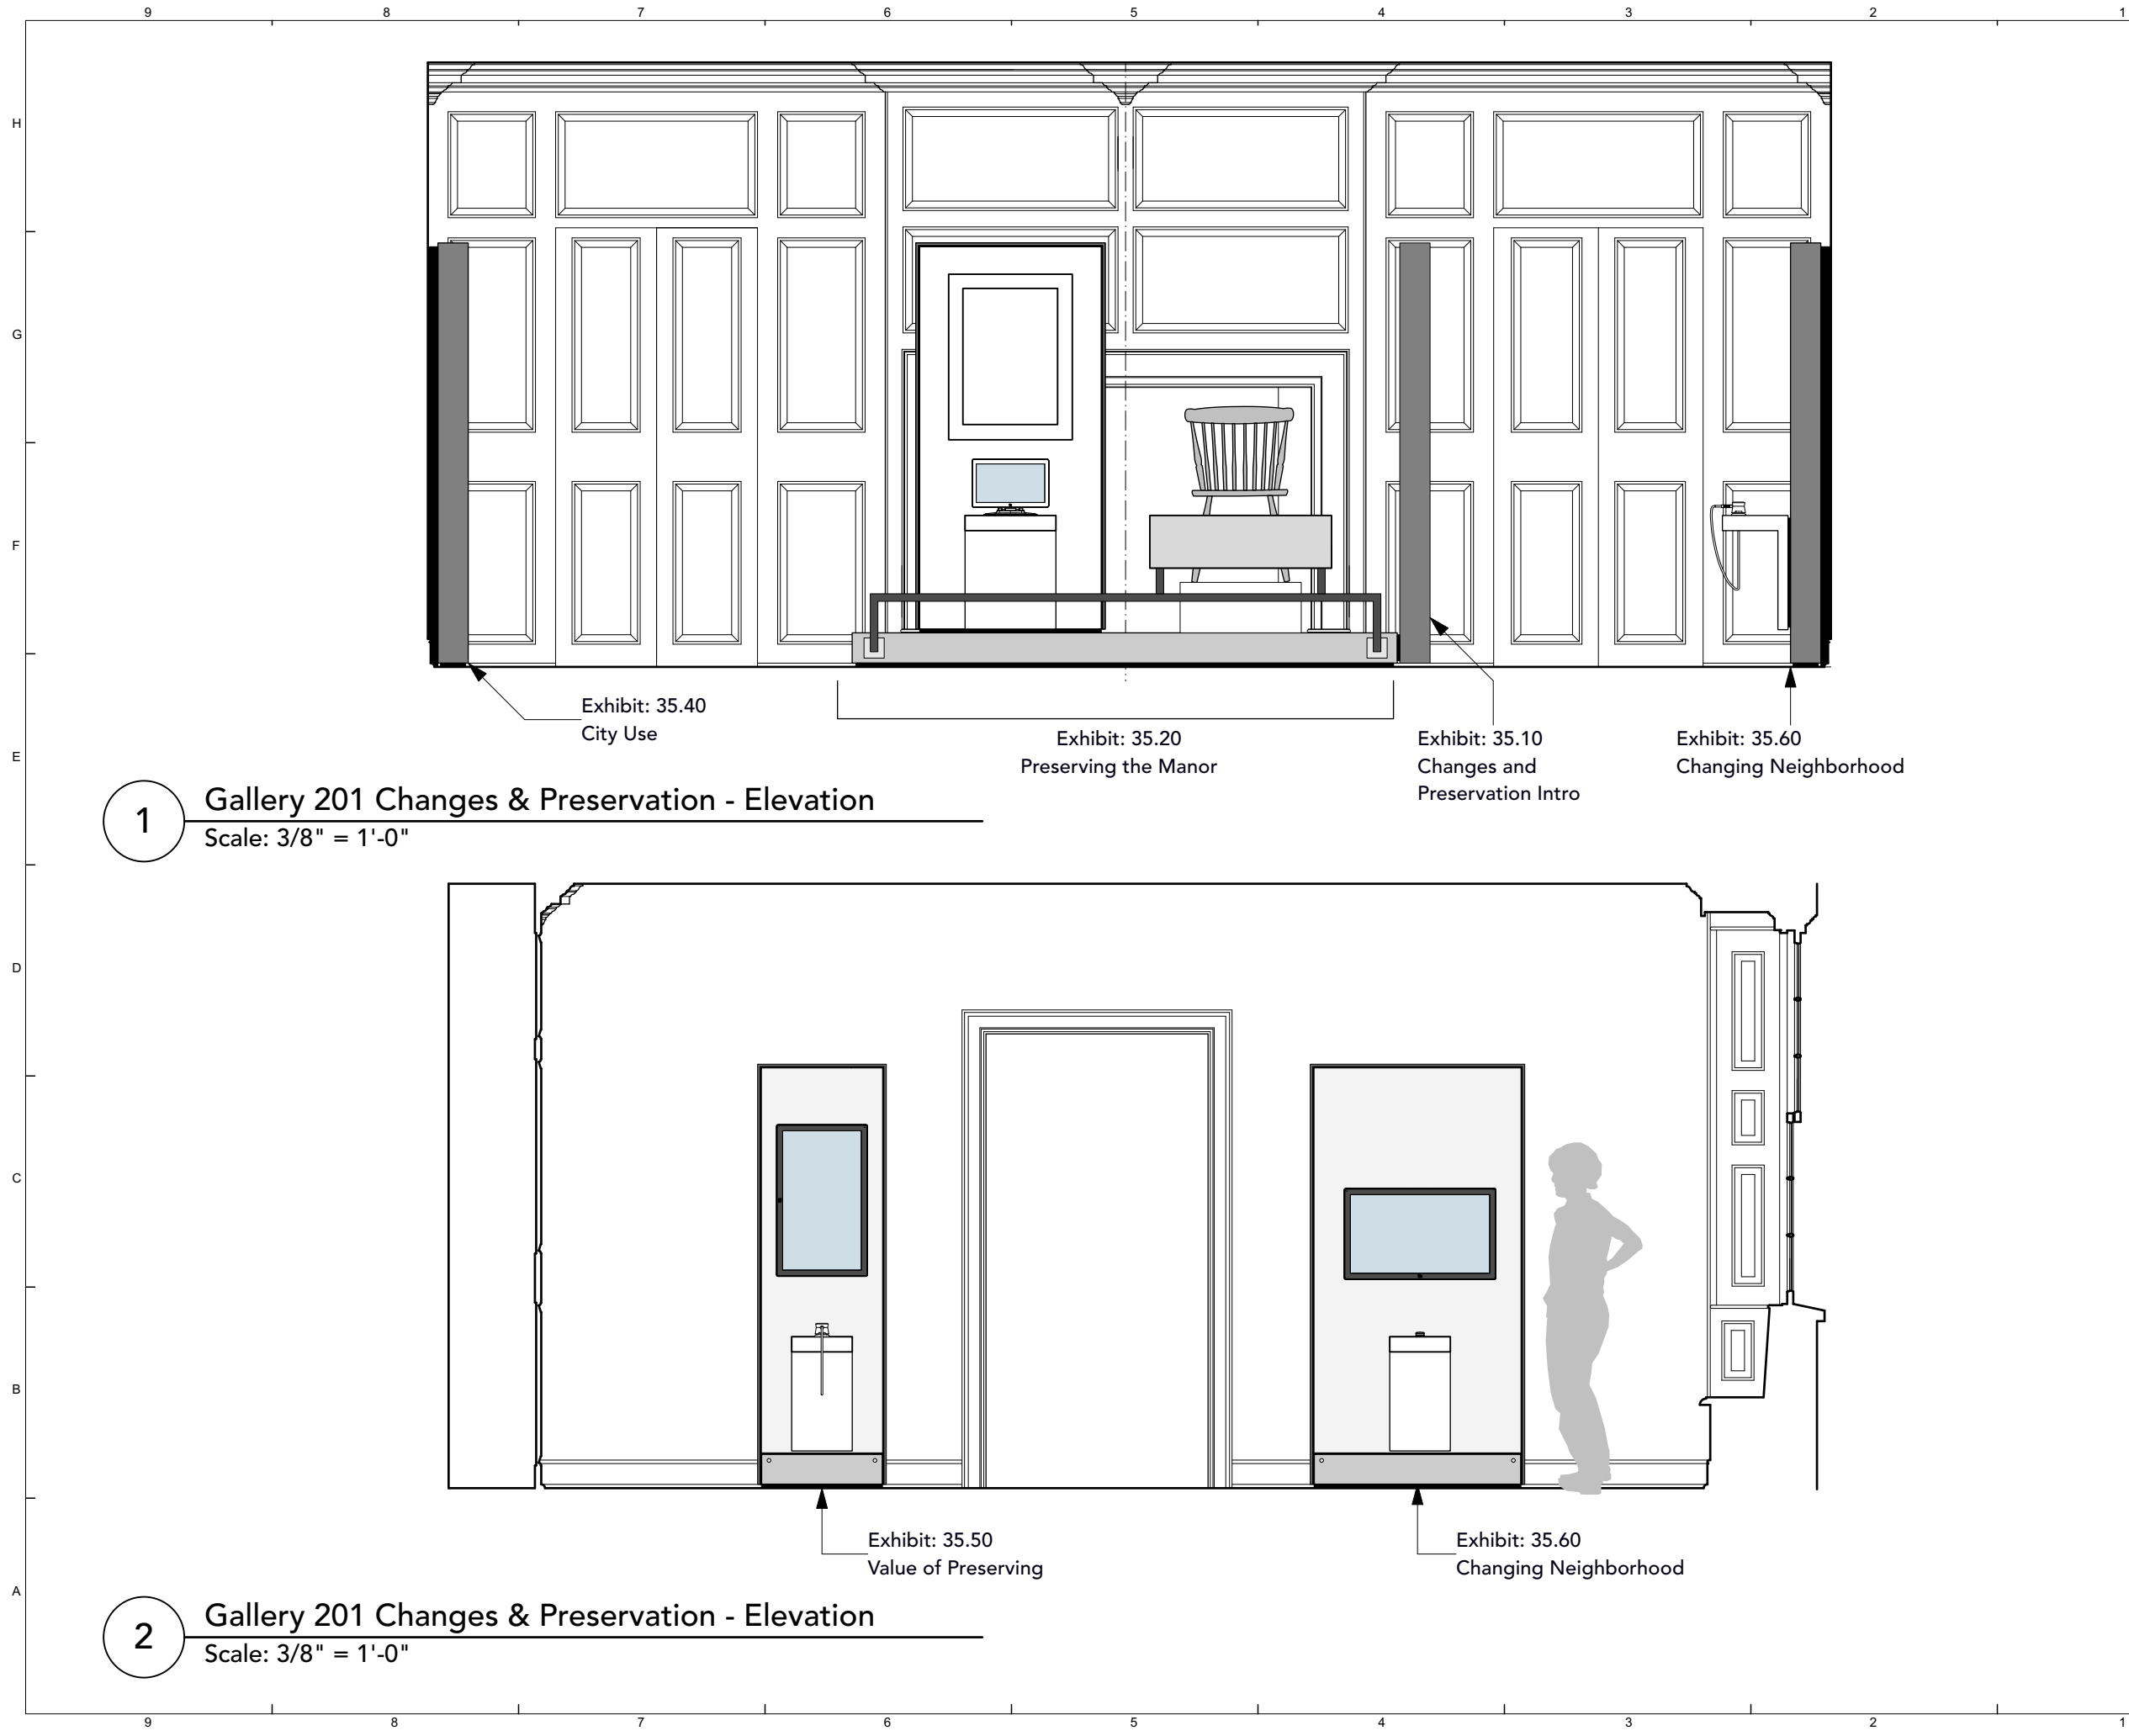 9 8 7 6 5 4 3 2 1
H
G
F
E
D
C
B
A
Exhibit: 35.40
City Use
Exhibit: 35.20
Preserving the Manor
Exhibit: 35.10
Changes and
Preservation Intro
Exhibit: 35.60
Changing Neighborhood
1
Gallery 201 Changes & Preservation - Elevation
Scale: 3/8" = 1'-0"
Exhibit: 35.50
Value of Preserving
Exhibit: 35.60
Changing Neighborhood
2
Gallery 201 Changes & Preservation - Elevation
Scale: 3/8" = 1'-0"
9 8 7 6 5 4 3 2 1